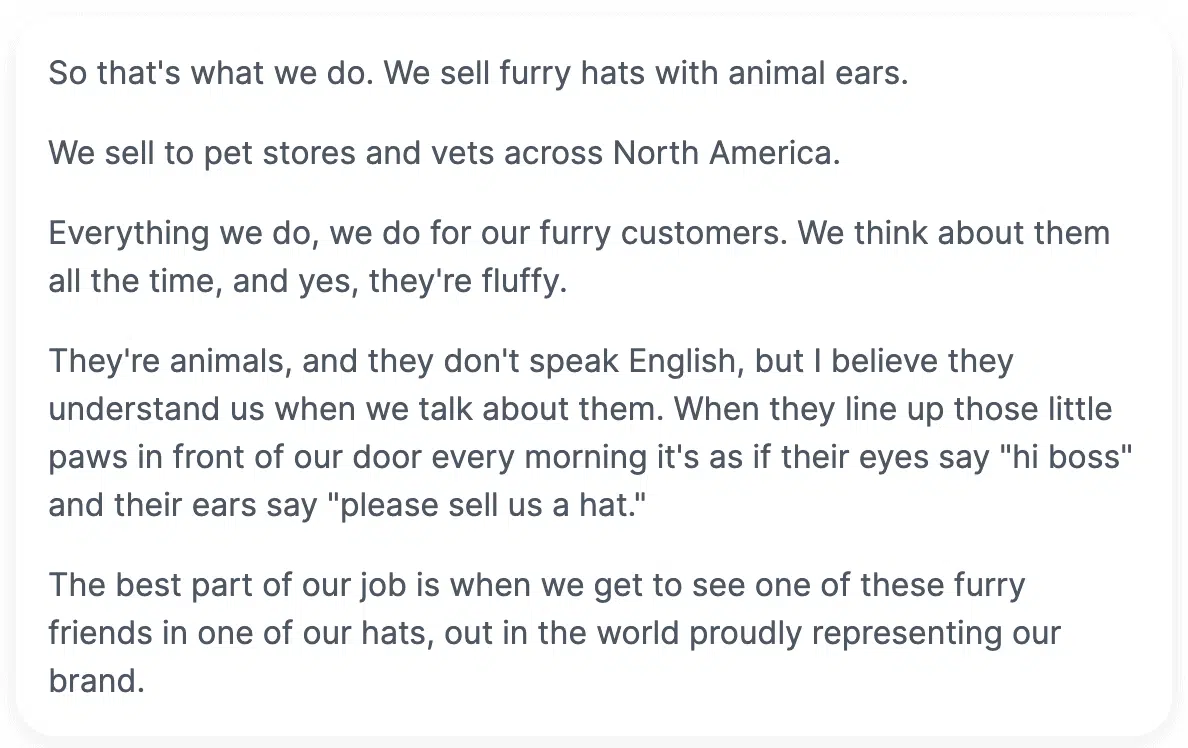 So that's what we do. We sell furry hats with animal ears.
We sell to pet stores and vets across North America.
Everything we do, we do for our furry customers. We think about them
all the time, and yes, they're fluffy.
They're animals, and they don't speak English, but I believe they
understand us when we talk about them. When they line up those little
paws in front of our door every morning it's as if their eyes say "hi boss"
and their ears say "please sell us a hat."
The best part of our job is when we get to see one of these furry
friends in one of our hats, out in the world proudly representing our
brand.